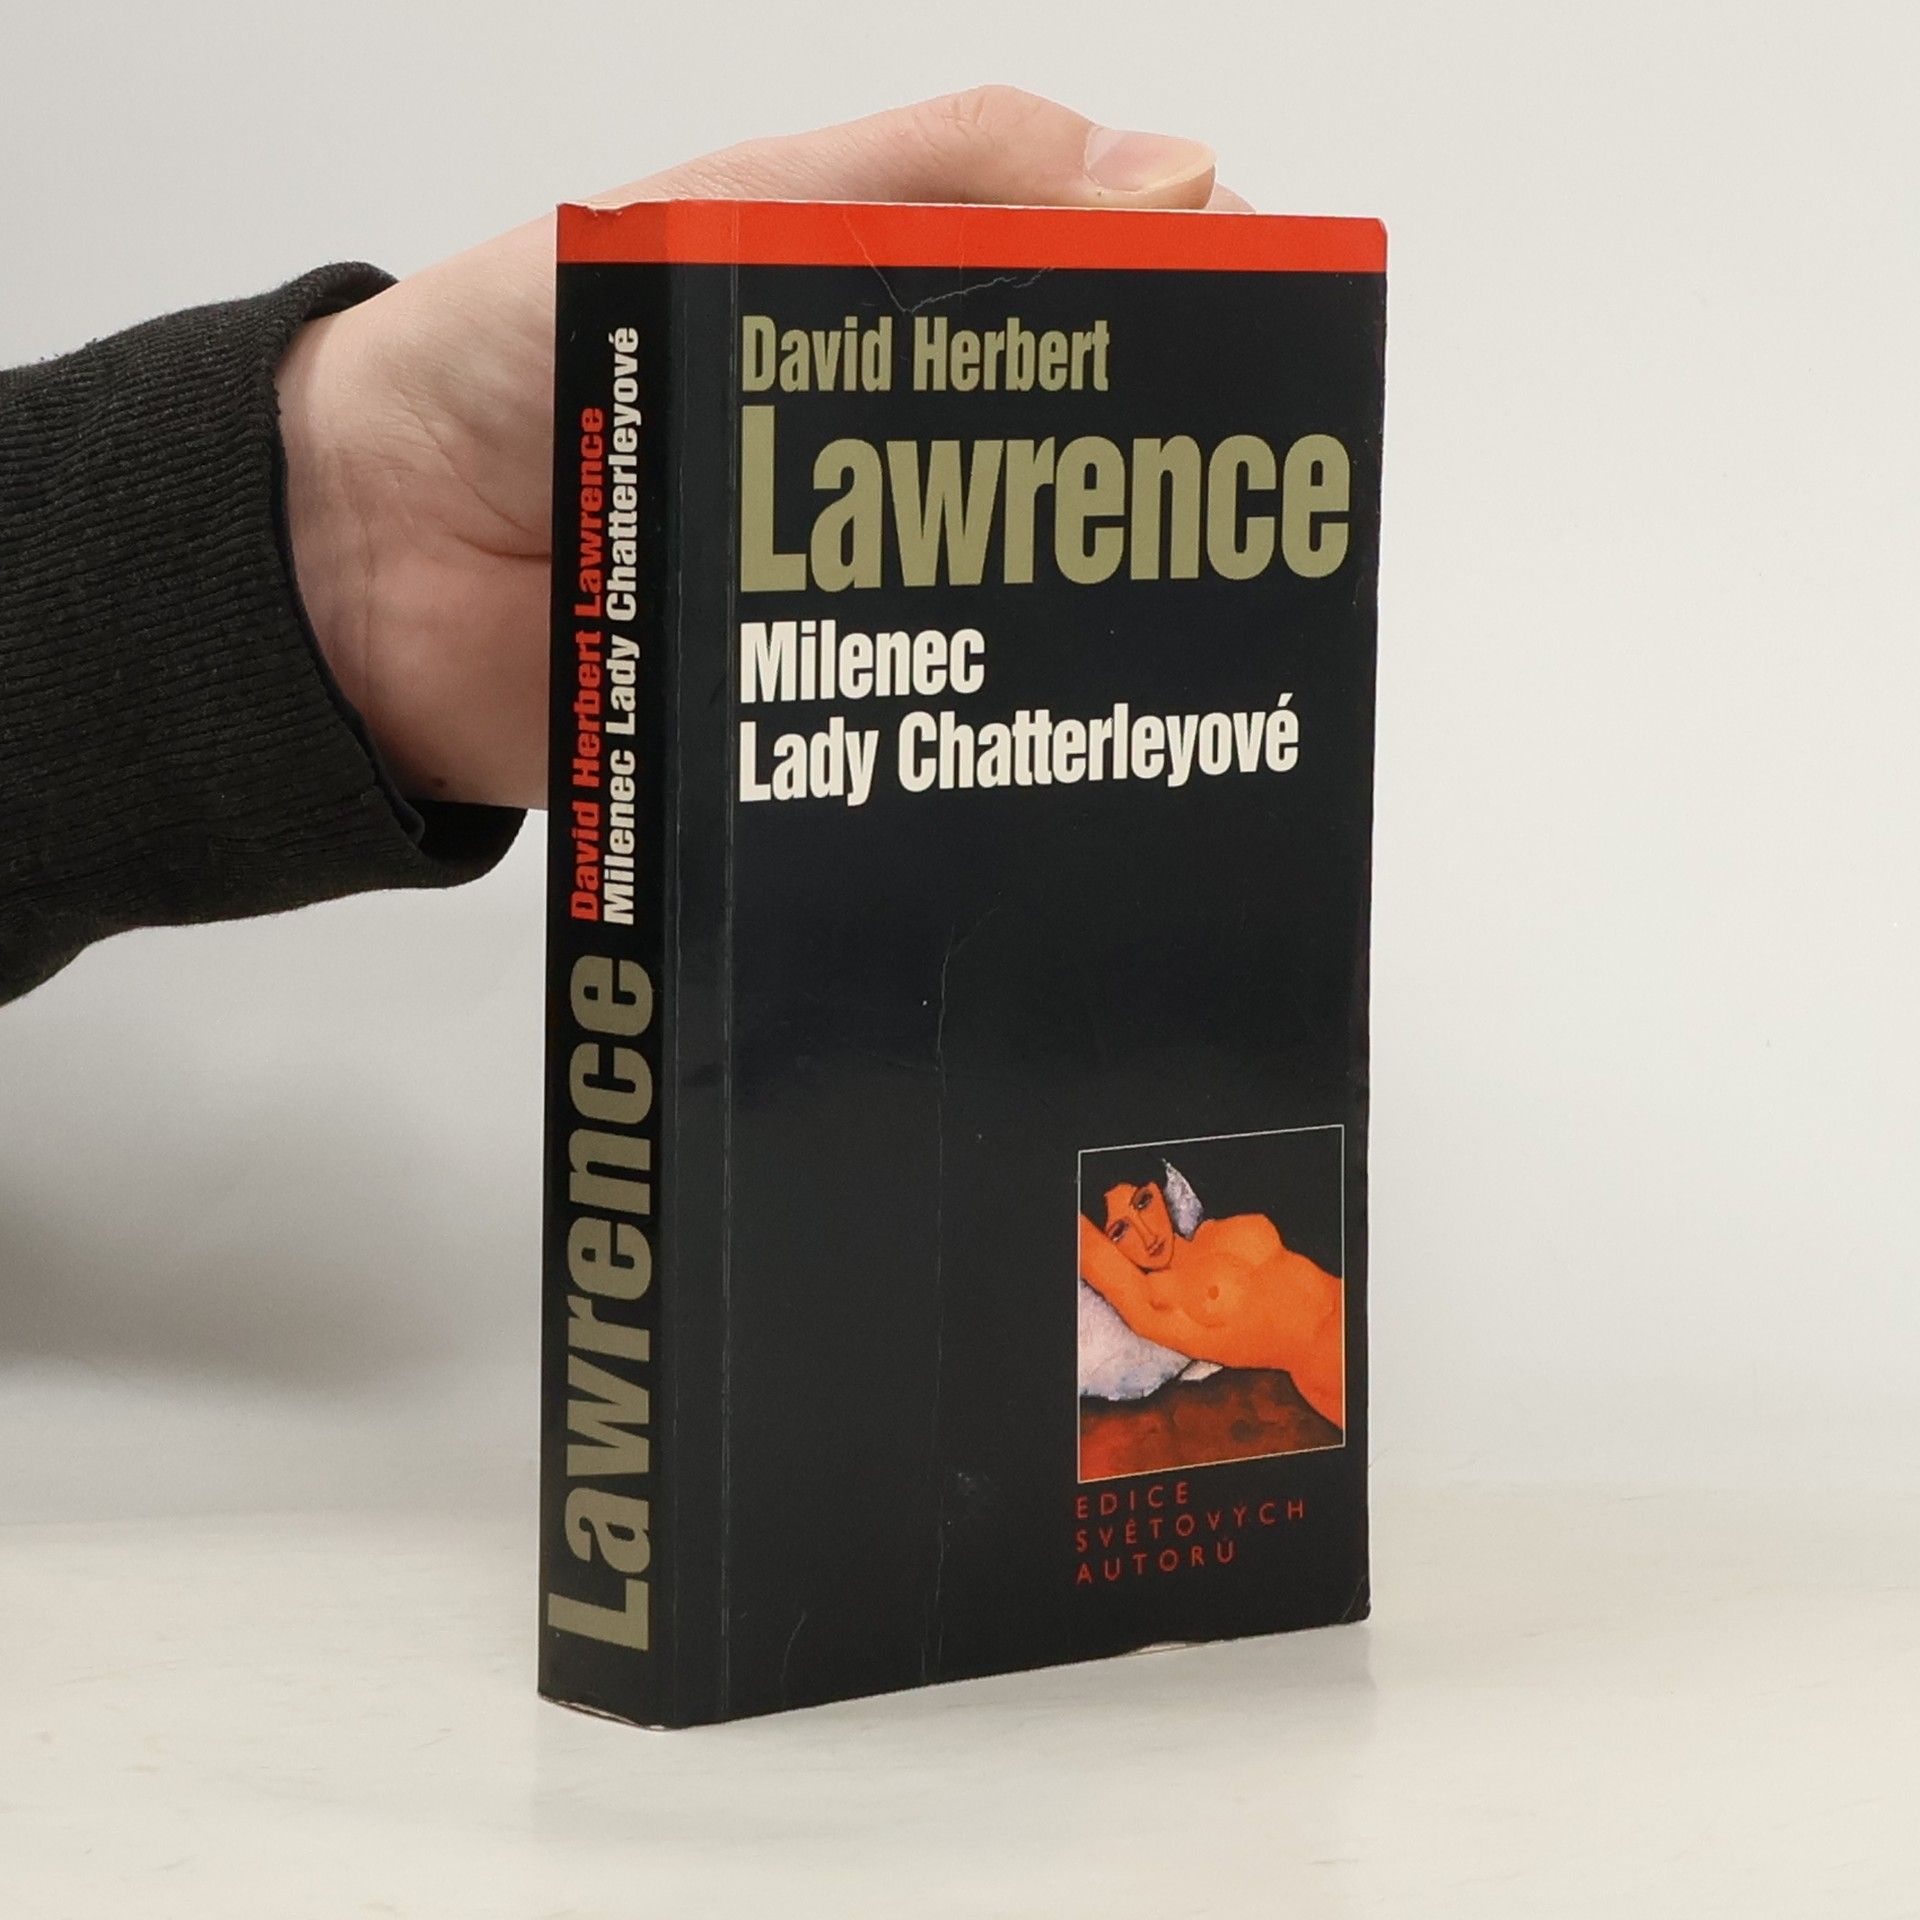 David Herbert
Lawrence
Milenec
Lady Chatterleyové
EDICE
SVĚTOVÝCH
AUTORŮ
Lawrence
David Herbert Lawrence
Milenec Lady Chatterleyové